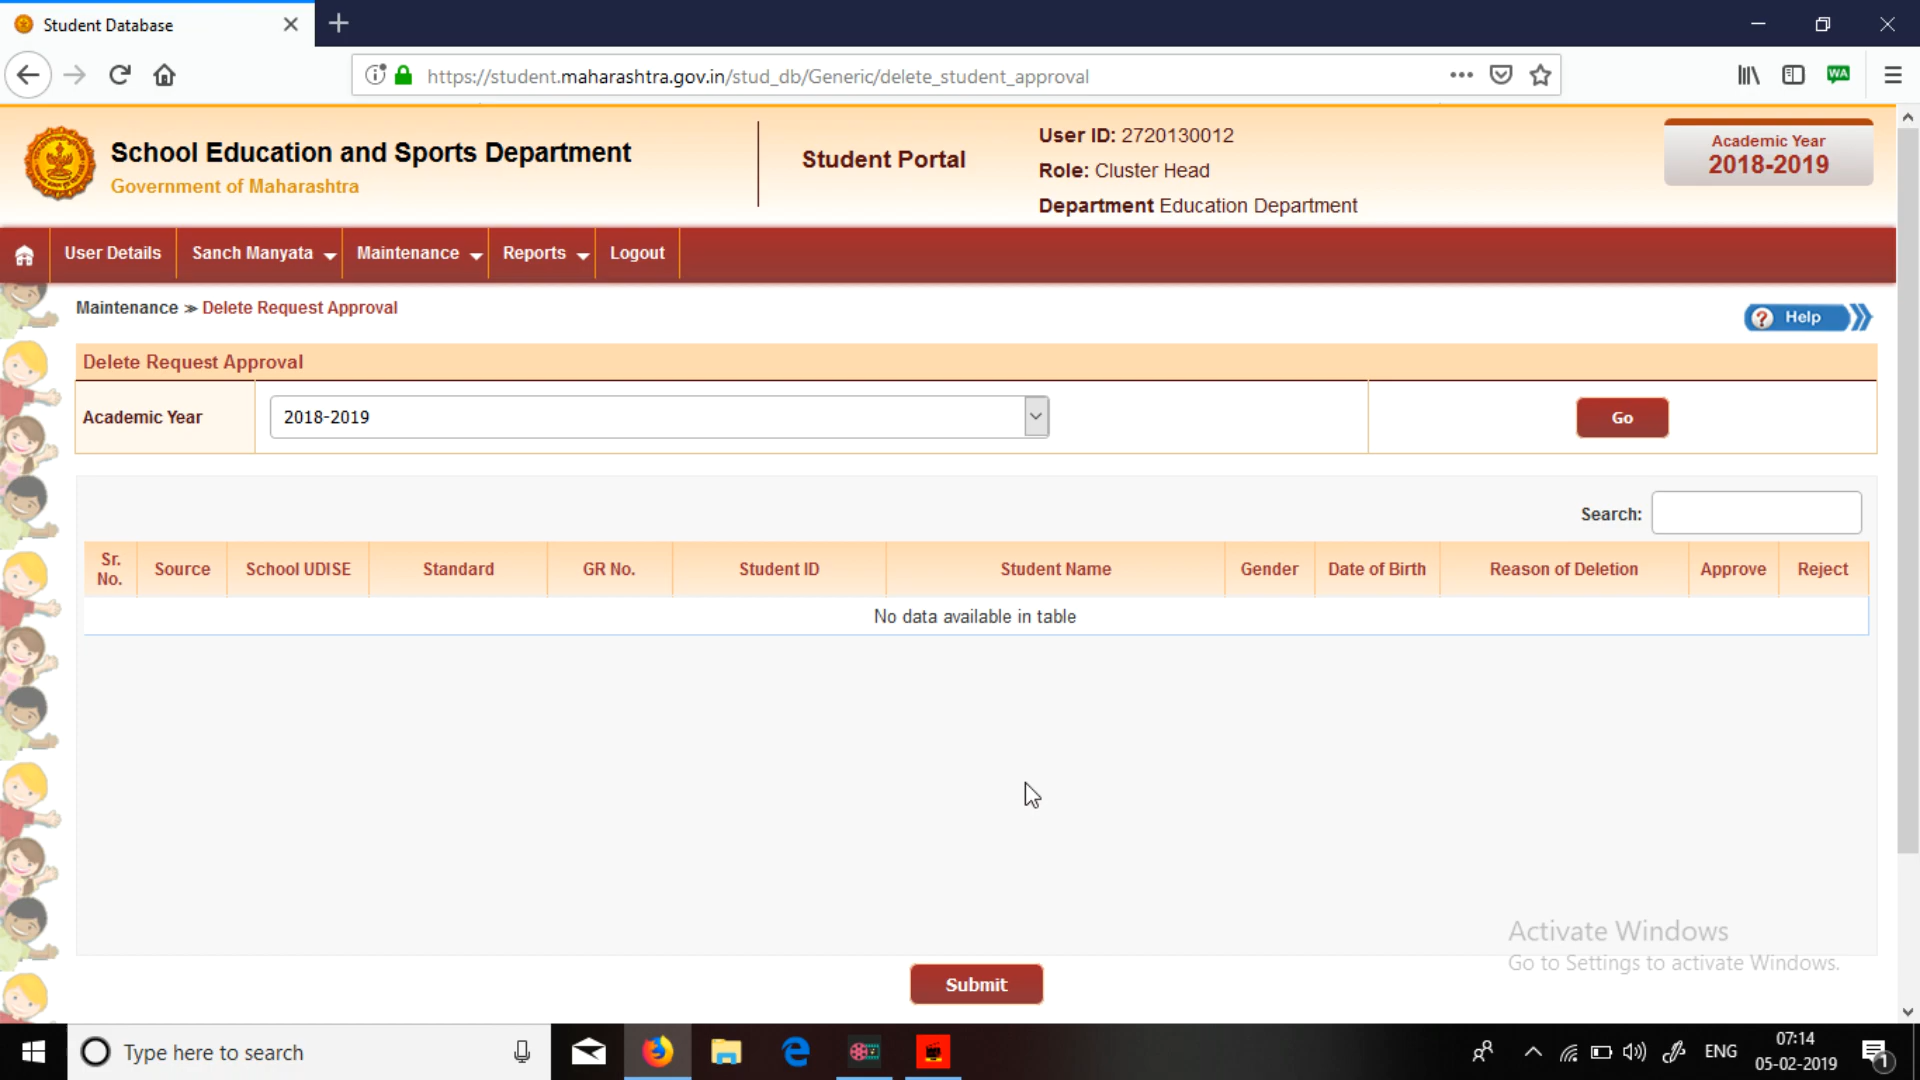 Student Database
https://student.maharashtra.gov.in/stud_db/Generic/delete_student_approval
WA
School Education and Sports Department
Government of Maharashtra
Student Portal
User ID: 2720130012
Role: Cluster Head
Department Education Department
Academic Year
2018-2019
User Details
Sanch Manyata
Maintenance
Reports
Logout
Maintenance >> Delete Request Approval
? Help
Delete Request Approval
Academic Year
2018-2019
Go
Search:
Sr. No.
Source
School UDISE
Standard
GR No.
Student ID
Student Name
Gender
Date of Birth
Reason of Deletion
Approve
Reject
No data available in table
Activate Windows
Go to Settings to activate Windows.
Submit
Type here to search
ENG
07:14
05-02-2019
1